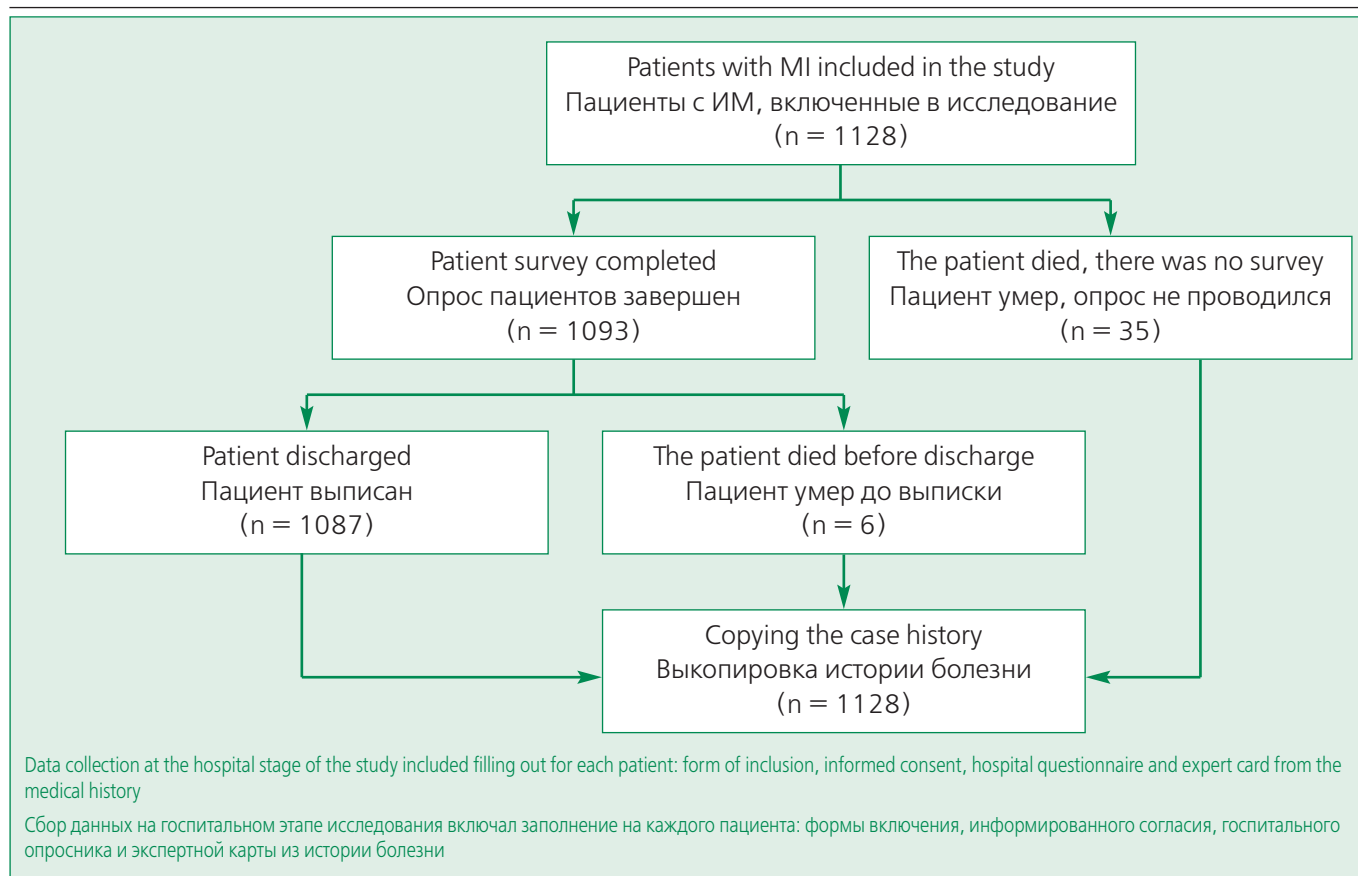 Patients with MI included in the study
Пациенты с ИМ, включенные в исследование
(n = 1128)
Patient survey completed
Опрос пациентов завершен
(n = 1093)
The patient died, there was no survey
Пациент умер, опрос не проводился
(n = 35)
Patient discharged
Пациент выписан
(n = 1087)
The patient died before discharge
Пациент умер до выписки
(n = 6)
Copying the case history
Выкопировка истории болезни
(n = 1128)
Data collection at the hospital stage of the study included filling out for each patient: form of inclusion, informed consent, hospital questionnaire and expert card from the
medical history
Сбор данных на госпитальном этапе исследования включал заполнение на каждого пациента: формы включения, информированного согласия, госпитального
опросника и экспертной карты из истории болезни